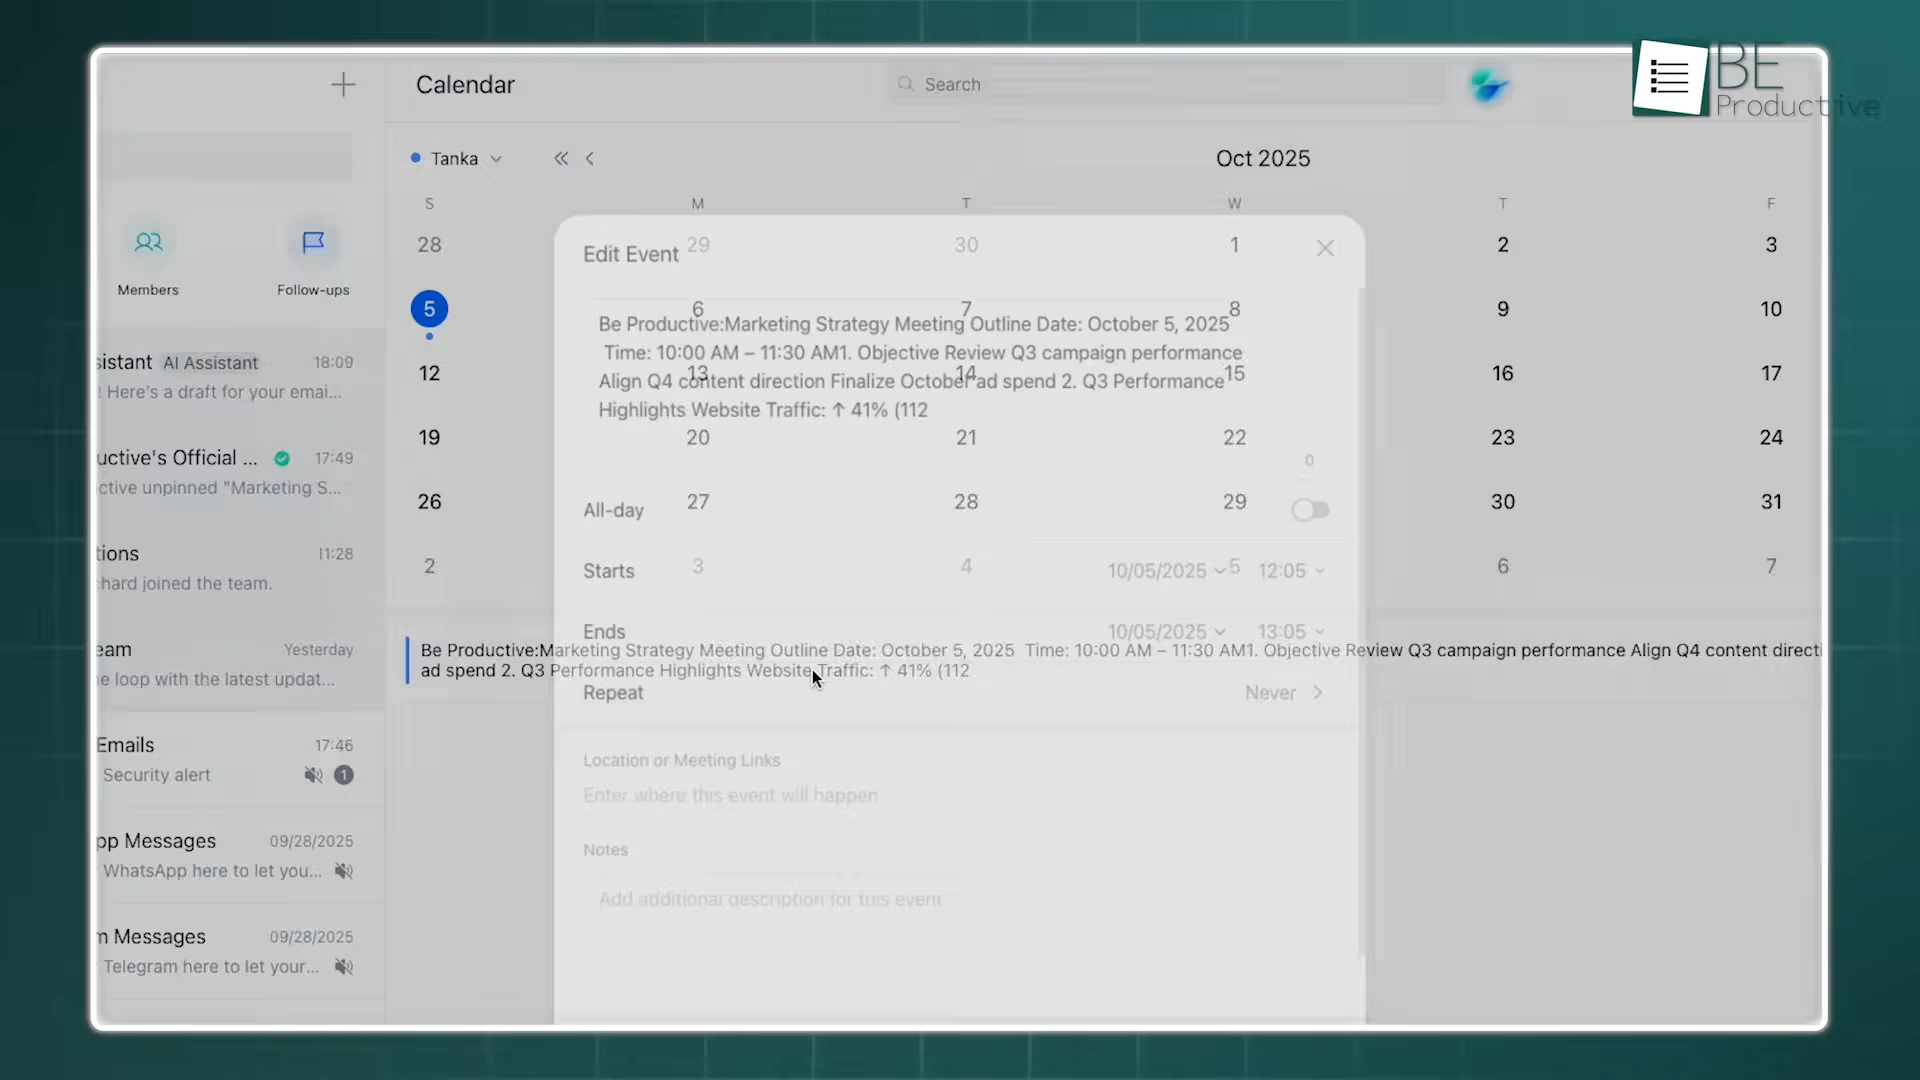 BE
Productive
Calendar
Search
Tanka
Oct 2025
S M T W T F
28 29 30 1 2 3
5 6 7 8 9 10
12 13 14 15 16 17
19 20 21 22 23 24
26 27 28 29 30 31
2 3 4 5 6 7
Members
Follow-ups
sistant AI Assistant 18:09
! Here's a draft for your emai...
uctive's Official ... 17:49
ctive unpinned "Marketing S...
tions 11:28
hard joined the team.
eam Yesterday
e loop with the latest updat...
Emails 17:46
Security alert 1
pp Messages 09/28/2025
WhatsApp here to let you...
m Messages 09/28/2025
Telegram here to let your...
Edit Event
Be Productive:Marketing Strategy Meeting Outline Date: October 5, 2025
Time: 10:00 AM – 11:30 AM1. Objective Review Q3 campaign performance
Align Q4 content direction Finalize October ad spend 2. Q3 Performance
Highlights Website Traffic: ↑ 41% (112
0
All-day
Starts 10/05/2025 12:05
Ends 10/05/2025 13:05
Repeat Never
Location or Meeting Links
Enter where this event will happen
Notes
Add additional description for this event
Be Productive:Marketing Strategy Meeting Outline Date: October 5, 2025 Time: 10:00 AM – 11:30 AM1. Objective Review Q3 campaign performance Align Q4 content directi
ad spend 2. Q3 Performance Highlights Website Traffic: ↑ 41% (112